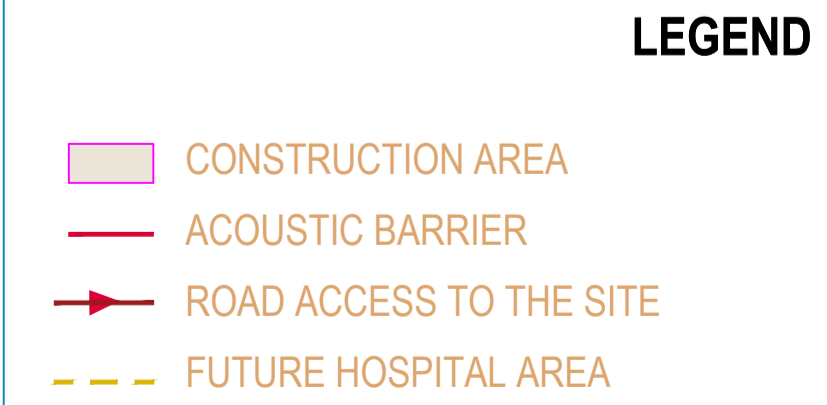 LEGEND
CONSTRUCTION AREA
ACOUSTIC BARRIER
ROAD ACCESS TO THE SITE
FUTURE HOSPITAL AREA